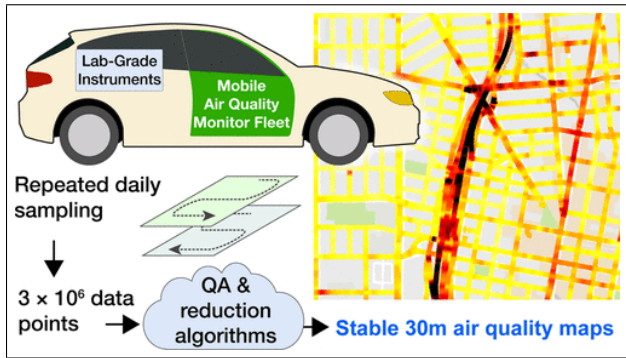 Lab-Grade
Instruments
Mobile
Air Quality
Monitor Fleet
Repeated daily
sampling
3 × 10⁶ data
points
QA &
reduction
algorithms
Stable 30m air quality maps